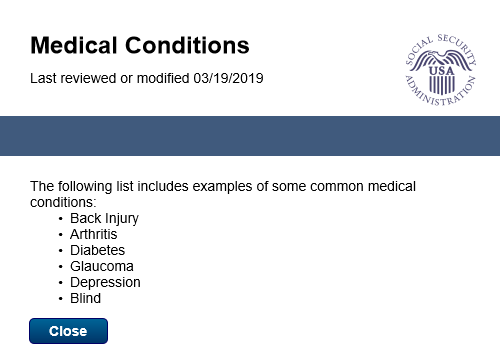 Medical Conditions
Last reviewed or modified 03/19/2019
SOCIAL SECURITY
USA
ADMINISTRATION
The following list includes examples of some common medical
conditions:
• Back Injury
• Arthritis
• Diabetes
• Glaucoma
• Depression
• Blind
Close